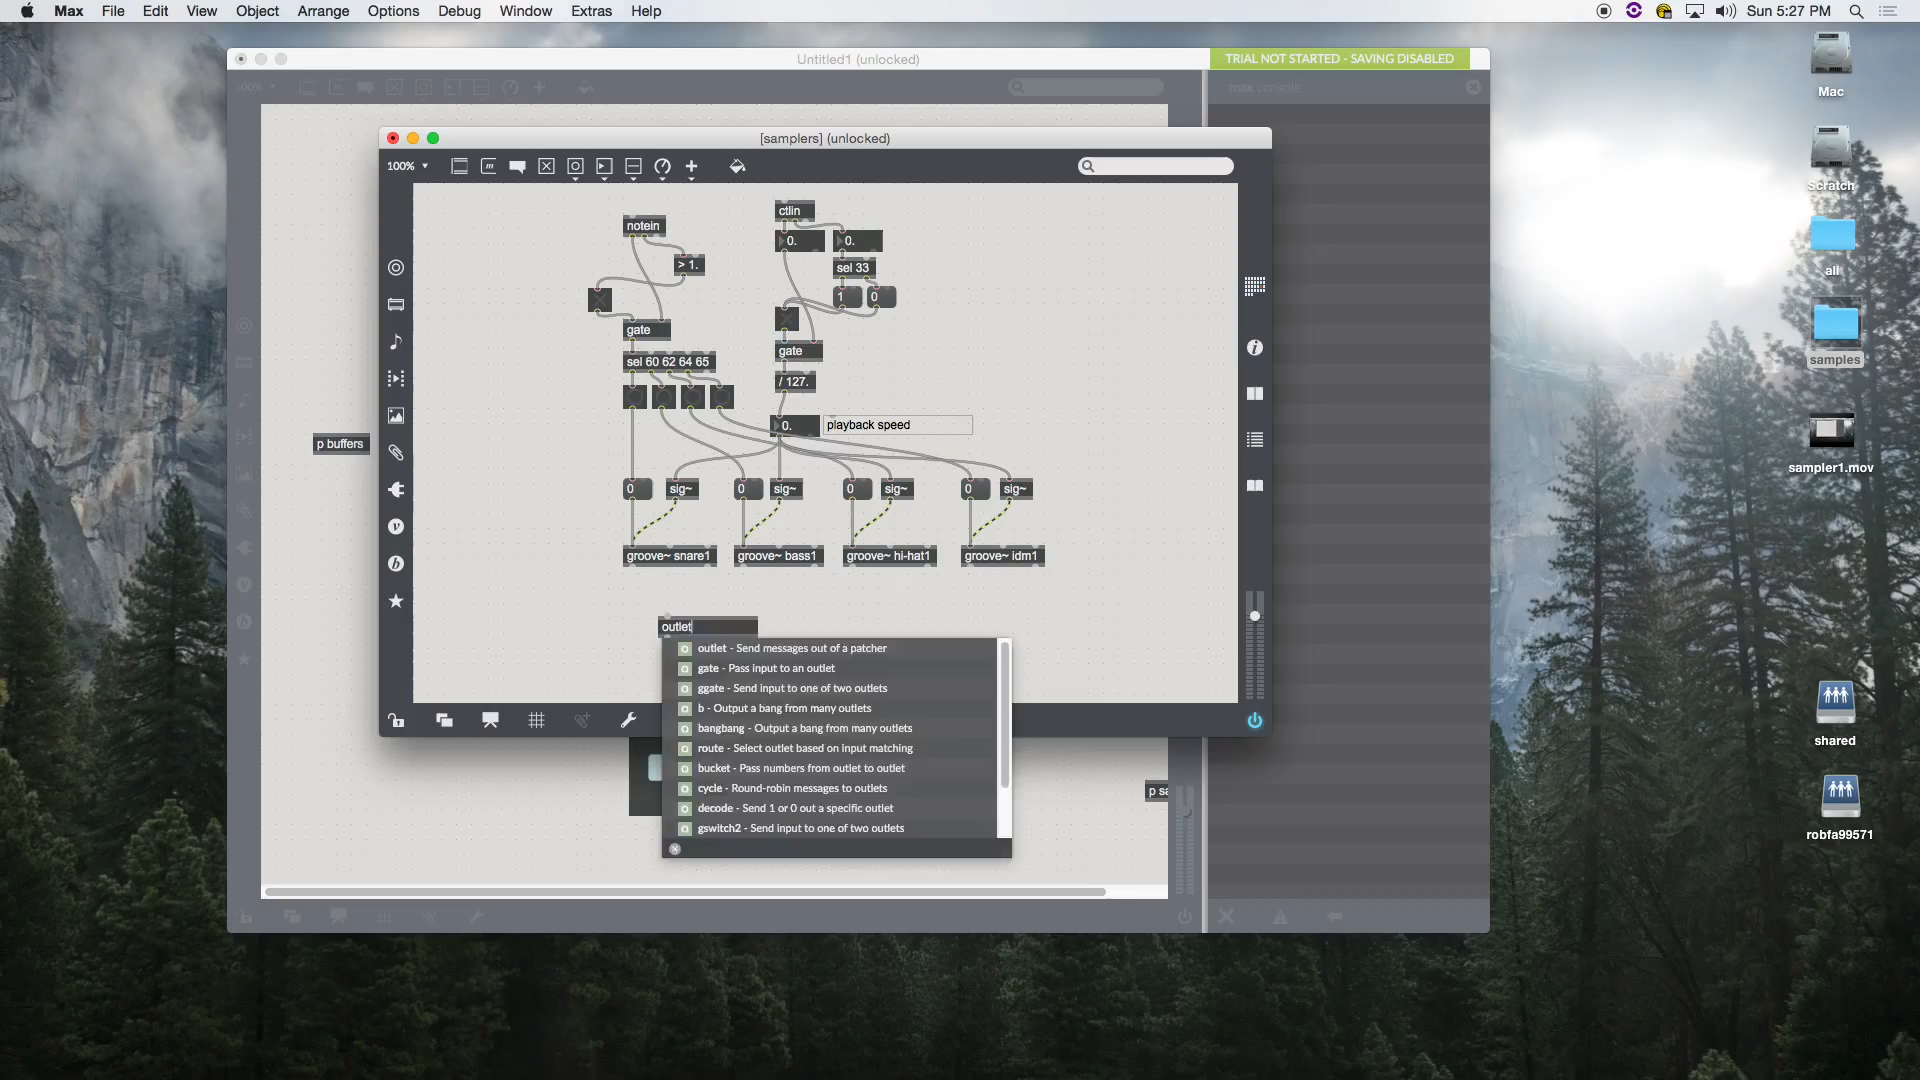 Max File Edit View Object Arrange Options Debug Window Extras Help
Sun 5:27 PM
Untitled1 (unlocked)
TRIAL NOT STARTED - SAVING DISABLED
100%
max console
[samplers] (unlocked)
100%
notein
> 1.
gate
sel 60 62 64 65
ctlin
0. 0.
sel 33
1 0
gate
/ 127.
0. playback speed
0 sig~ 0 sig~ 0 sig~ 0 sig~
groove~ snare1 groove~ bass1 groove~ hi-hat1 groove~ idm1
outlet
outlet - Send messages out of a patcher
gate - Pass input to an outlet
ggate - Send input to one of two outlets
b - Output a bang from many outlets
bangbang - Output a bang from many outlets
route - Select outlet based on input matching
bucket - Pass numbers from outlet to outlet
cycle - Round-robin messages to outlets
decode - Send 1 or 0 out a specific outlet
gswitch2 - Send input to one of two outlets
p buffers
p sa
Mac
Scratch
all
samples
sampler1.mov
shared
robfa99571